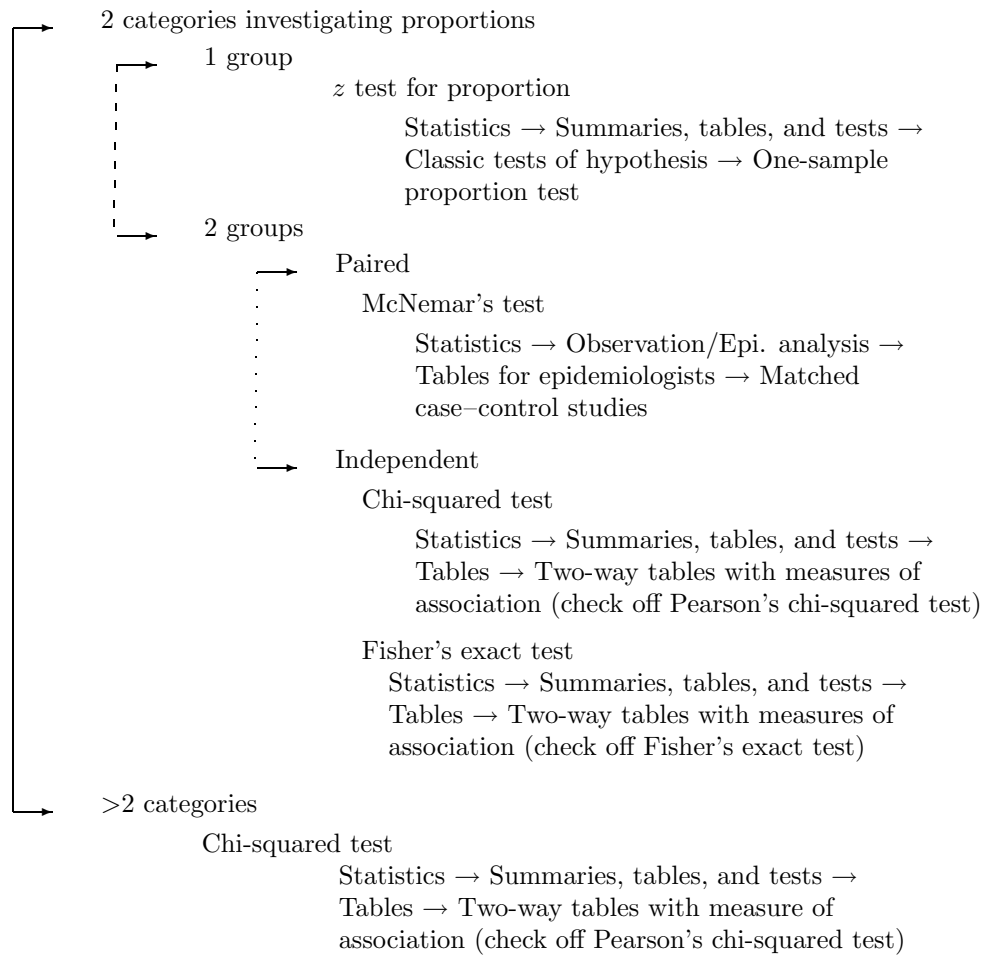 2 categories investigating proportions
1 group
z test for proportion
Statistics → Summaries, tables, and tests →
Classic tests of hypothesis → One-sample
proportion test
2 groups
Paired
McNemar’s test
Statistics → Observation/Epi. analysis →
Tables for epidemiologists → Matched
case–control studies
Independent
Chi-squared test
Statistics → Summaries, tables, and tests →
Tables → Two-way tables with measures of
association (check off Pearson’s chi-squared test)
Fisher’s exact test
Statistics → Summaries, tables, and tests →
Tables → Two-way tables with measures of
association (check off Fisher’s exact test)
>2 categories
Chi-squared test
Statistics → Summaries, tables, and tests →
Tables → Two-way tables with measure of
association (check off Pearson’s chi-squared test)